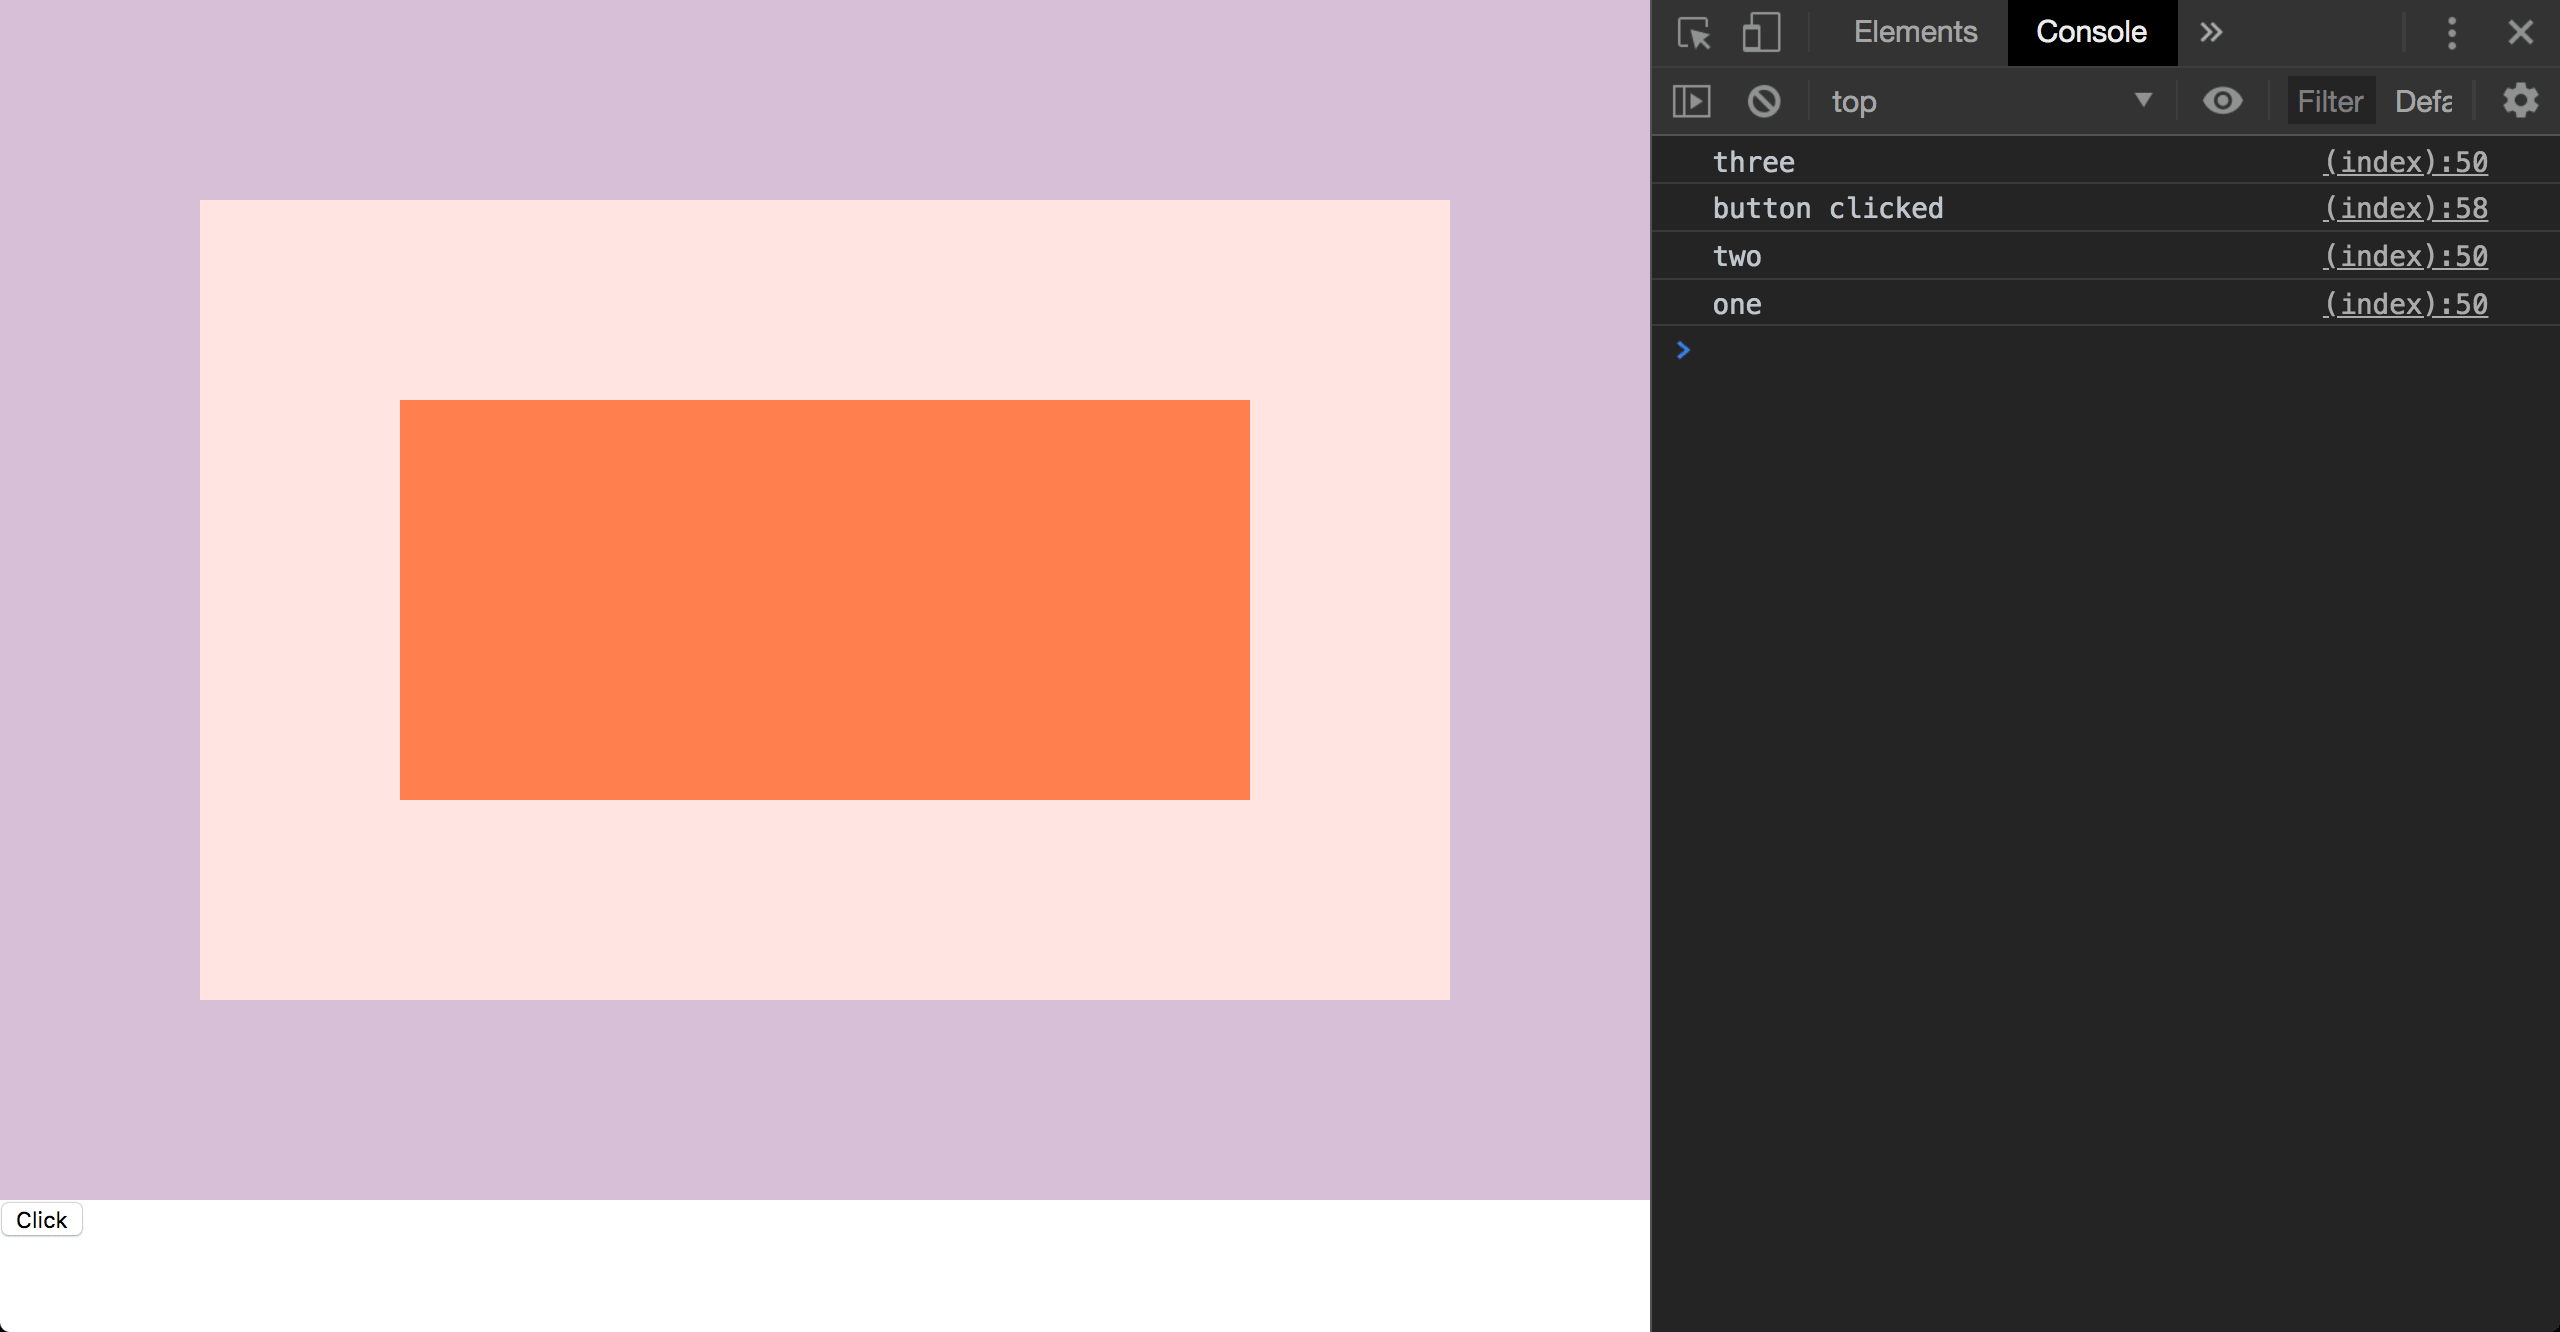 Elements Console
top Filter Defa
three (index):50
button clicked (index):58
two (index):50
one (index):50
Click